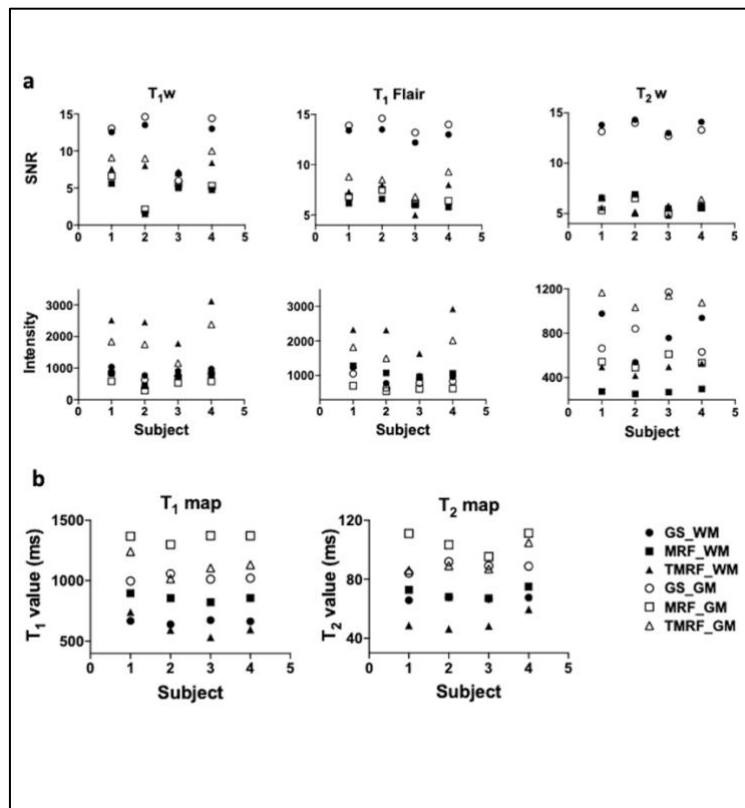 a
T1w
T1 Flair
T2 w
SNR
15
10
5
0
0 1 2 3 4 5
15
10
5
0 1 2 3 4 5
15
10
5
0 1 2 3 4 5
Intensity
3000
2000
1000
0
0 1 2 3 4 5
Subject
3000
2000
1000
0 1 2 3 4 5
Subject
1200
800
400
0 1 2 3 4 5
Subject
b
T1 map
T1 value (ms)
1500
1000
500
0 1 2 3 4 5
Subject
T2 map
T2 value (ms)
120
80
40
0 1 2 3 4 5
Subject
GS_WM
MRF_WM
TMRF_WM
GS_GM
MRF_GM
TMRF_GM